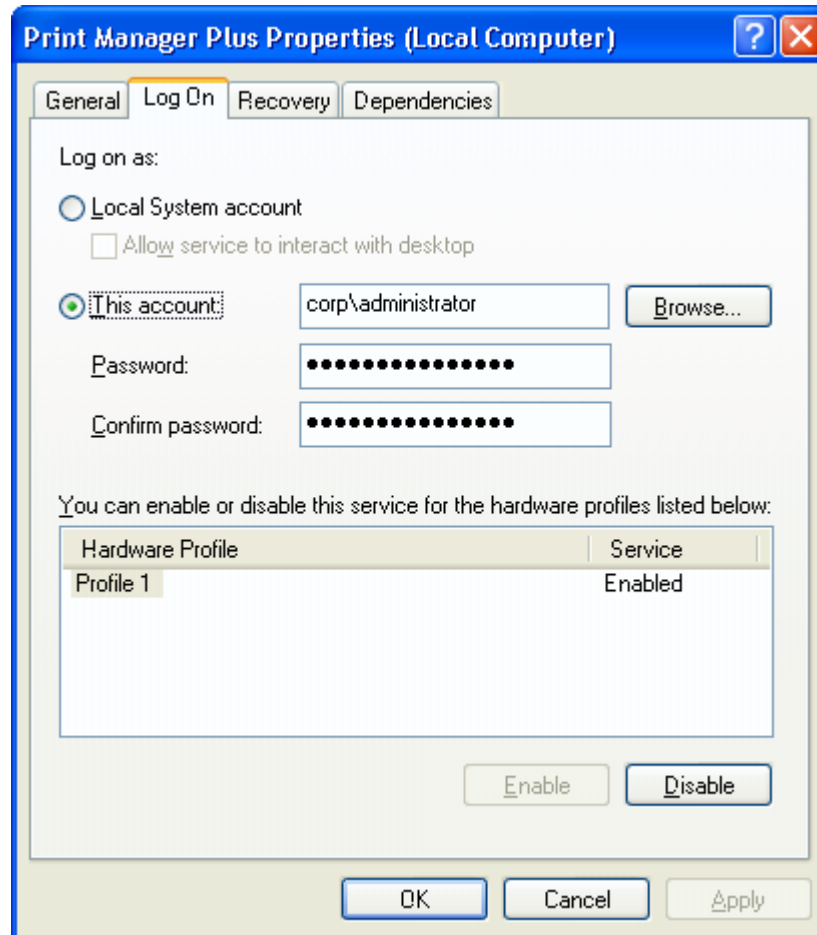 Print Manager Plus Properties (Local Computer)
General Log On Recovery Dependencies
Log on as:
Local System account
Allow service to interact with desktop
This account: corp\administrator Browse...
Password: ●●●●●●●●●●●●●●●
Confirm password: ●●●●●●●●●●●●●●●
You can enable or disable this service for the hardware profiles listed below:
Hardware Profile Service
Profile 1 Enabled
Enable Disable
OK Cancel Apply